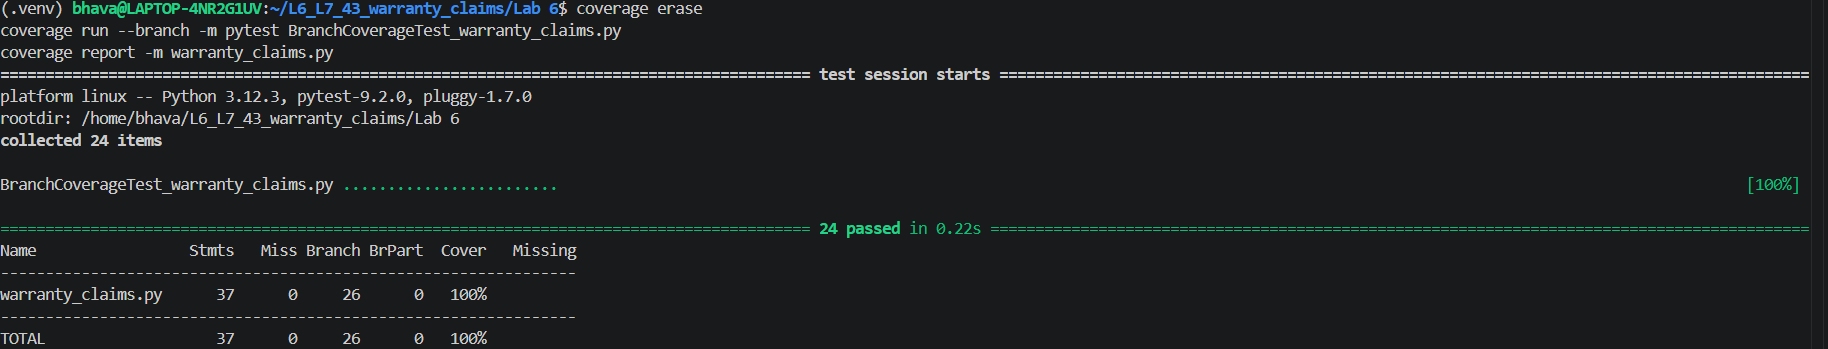 (.venv) bhava@LAPTOP-4NR2G1UV:~/L6_L7_43_warranty_claims/Lab 6$ coverage erase
coverage run --branch -m pytest BranchCoverageTest_warranty_claims.py
coverage report -m warranty_claims.py
========================================================================================== test session starts ==========================================================================================
platform linux -- Python 3.12.3, pytest-9.2.0, pluggy-1.7.0
rootdir: /home/bhava/L6_L7_43_warranty_claims/Lab 6
collected 24 items
BranchCoverageTest_warranty_claims.py ........................ [100%]
========================================================================================== 24 passed in 0.22s ===========================================================================================
Name                 Stmts   Miss Branch BrPart  Cover   Missing
----------------------------------------------------------------
warranty_claims.py      37      0     26      0   100%
----------------------------------------------------------------
TOTAL                   37      0     26      0   100%